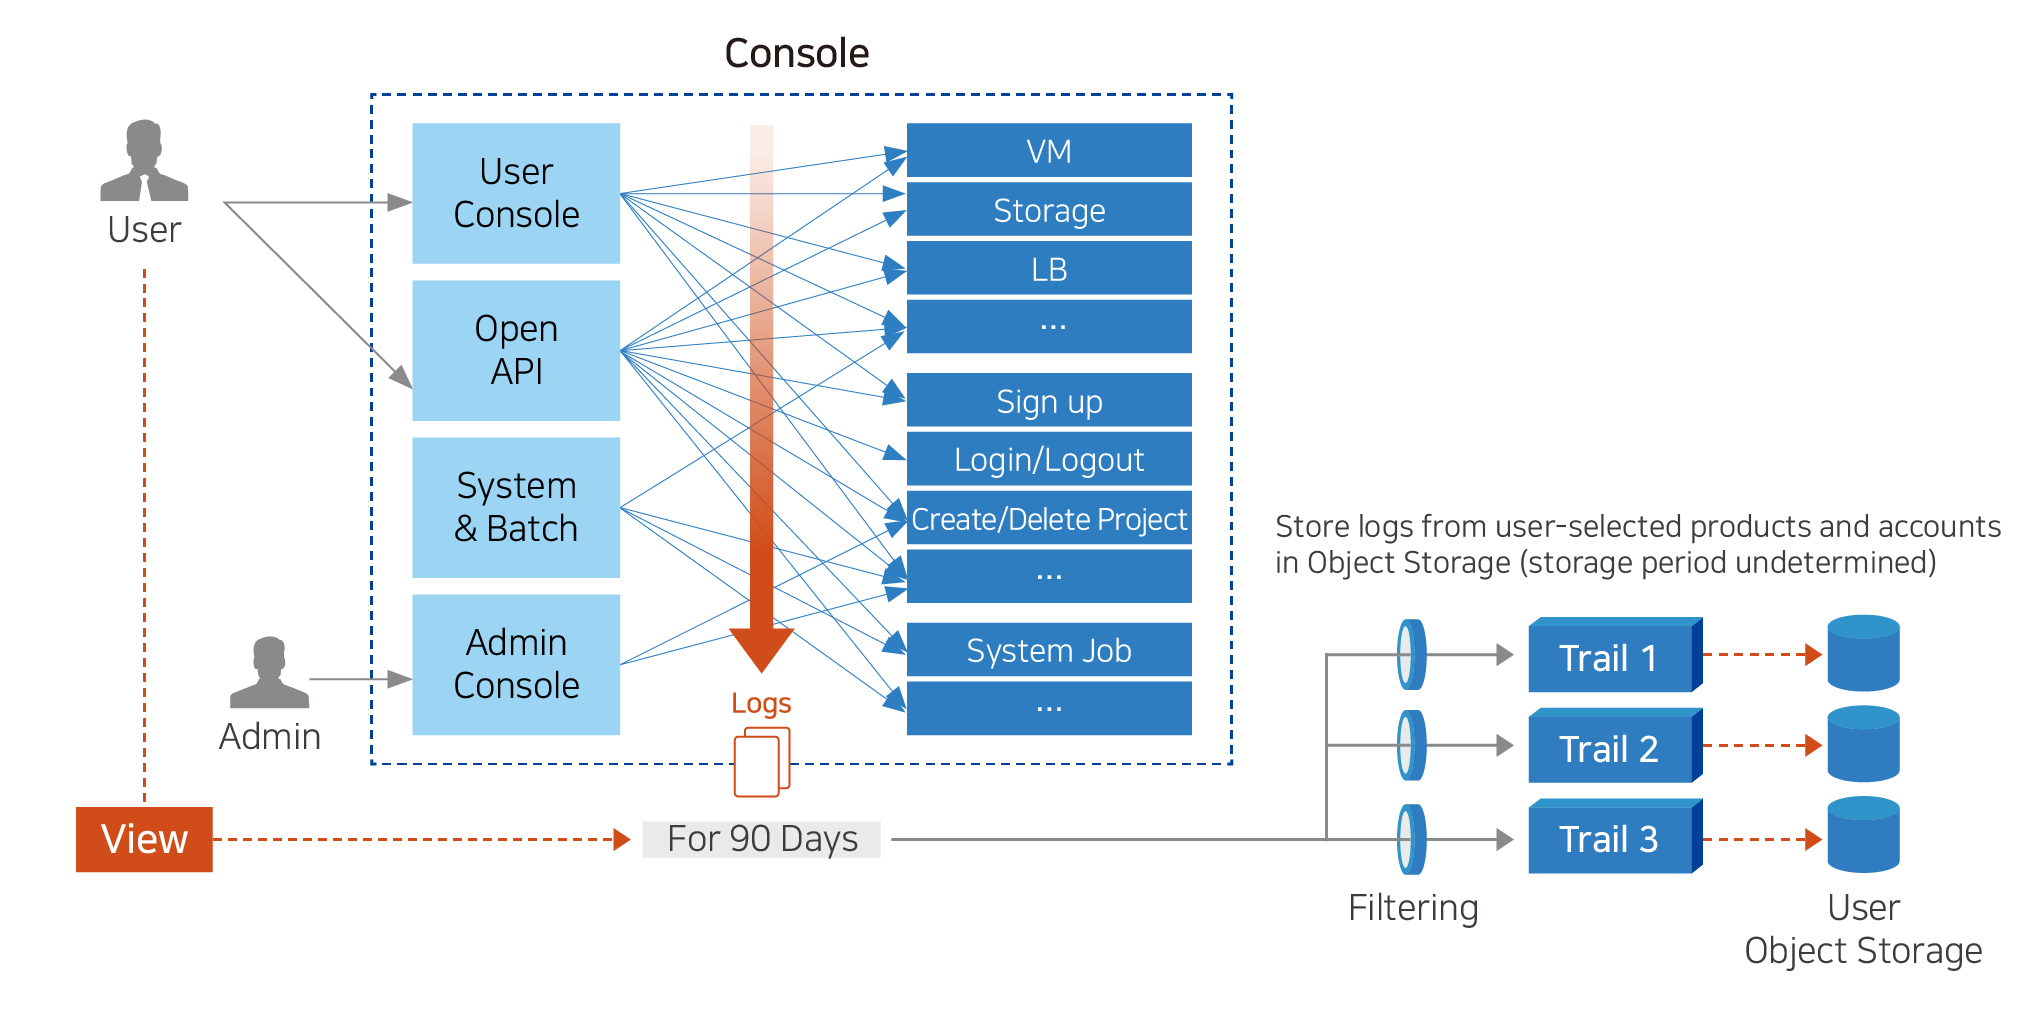 Console
User
Admin
User
Console
Open
API
System
& Batch
Admin
Console
VM
Storage
LB
...
Sign up
Login/Logout
Create/Delete Project
...
System Job
...
Logs
View
For 90 Days
Store logs from user-selected products and accounts
in Object Storage (storage period undetermined)
Trail 1
Trail 2
Trail 3
Filtering
User
Object Storage